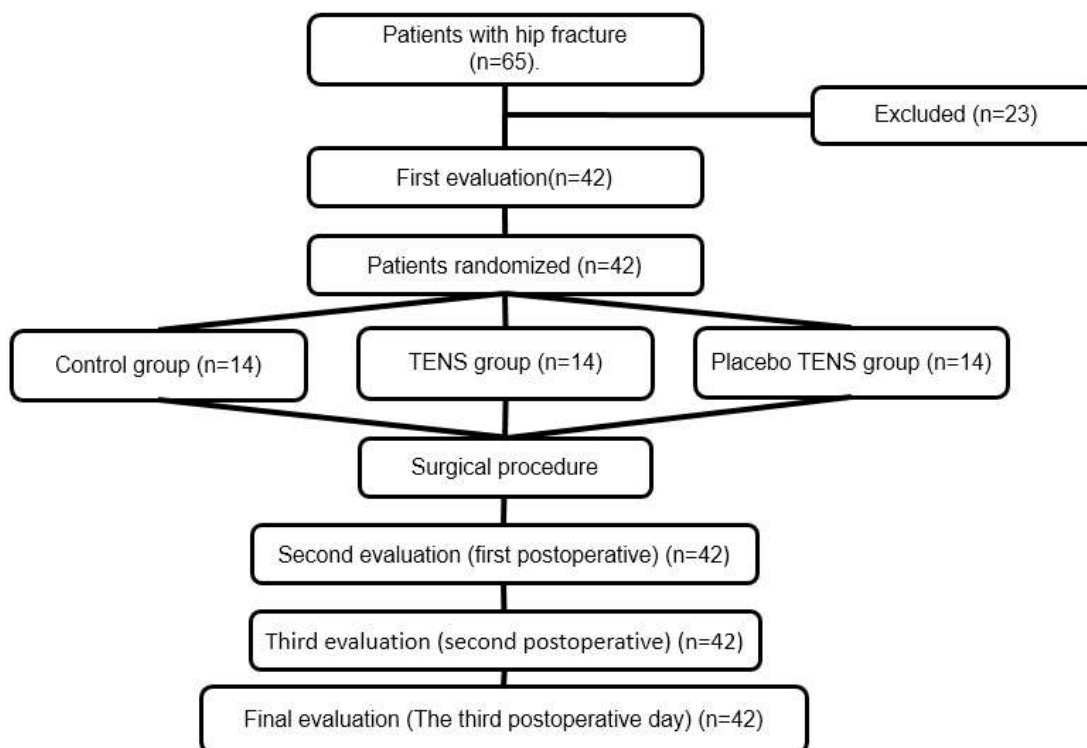 Patients with hip fracture
(n=65).
Excluded (n=23)
First evaluation(n=42)
Patients randomized (n=42)
Control group (n=14)
TENS group (n=14)
Placebo TENS group (n=14)
Surgical procedure
Second evaluation (first postoperative) (n=42)
Third evaluation (second postoperative) (n=42)
Final evaluation (The third postoperative day) (n=42)